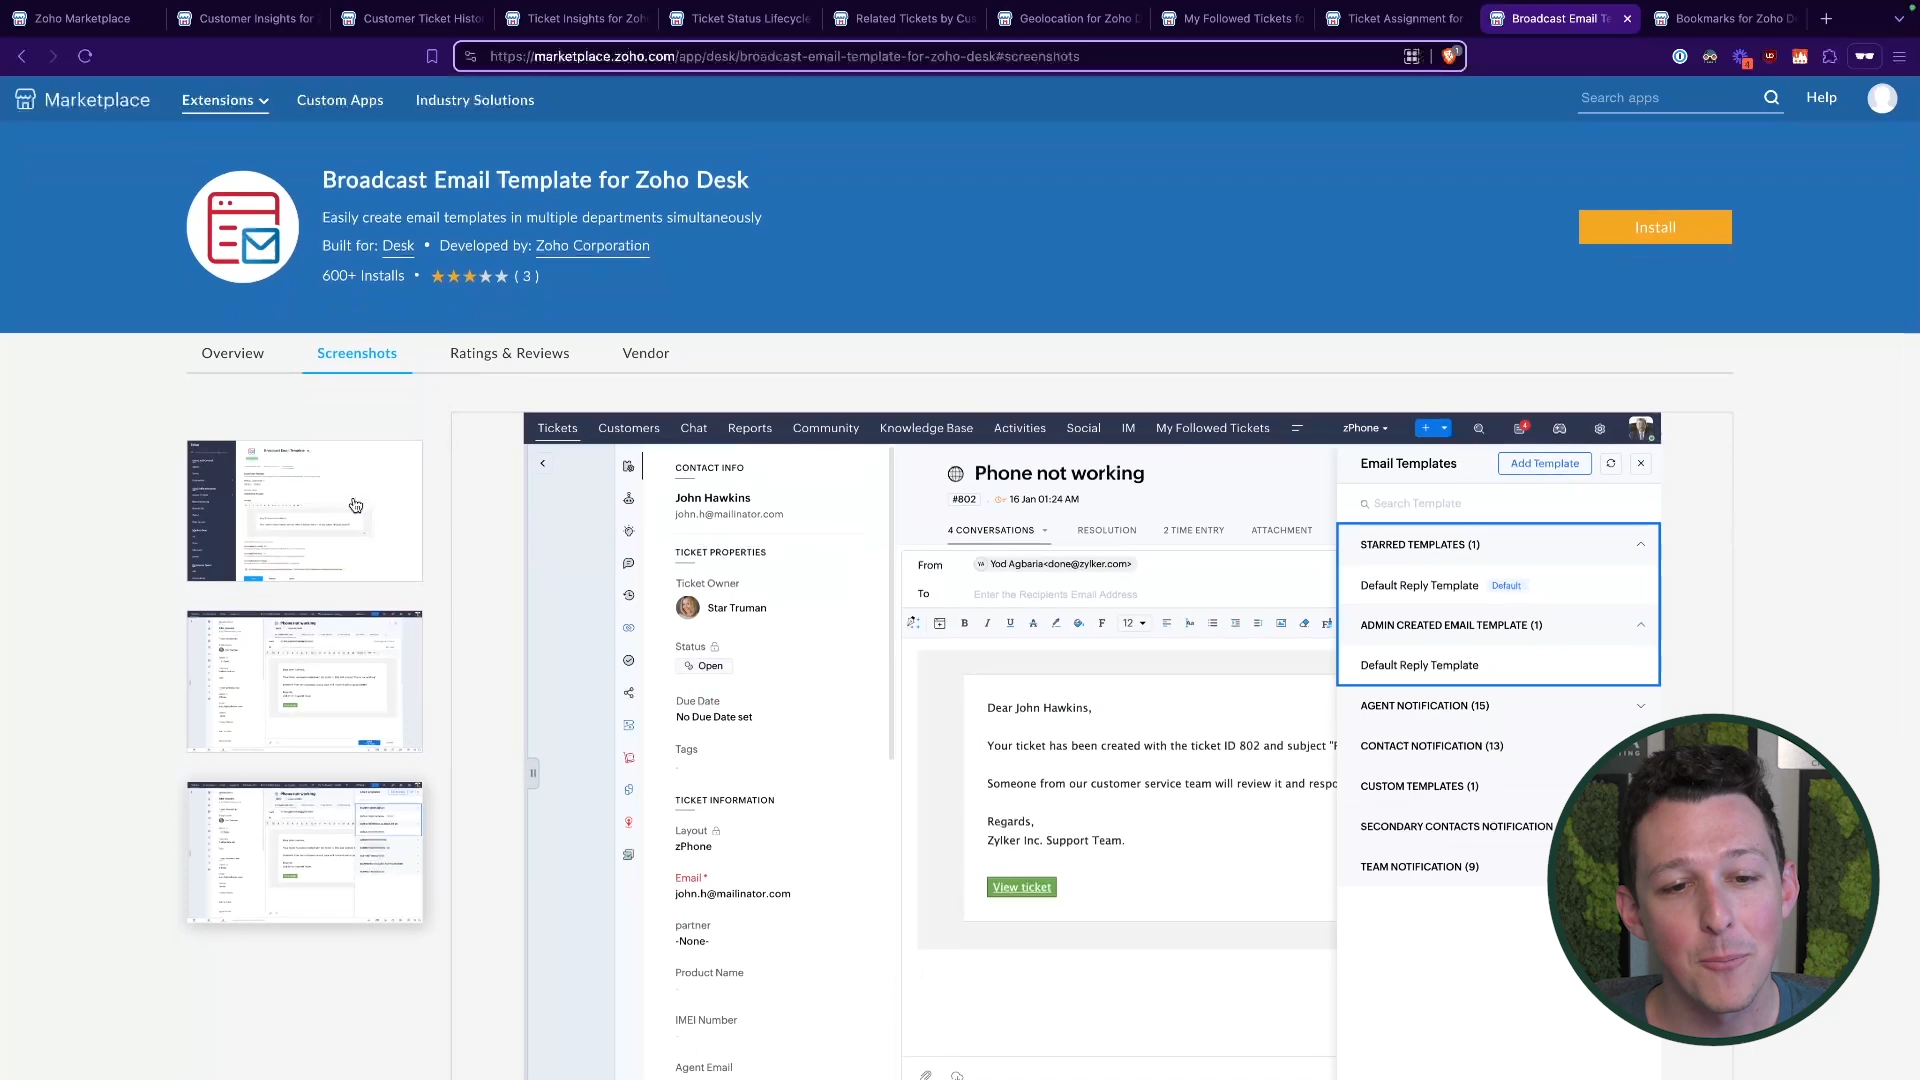 Zoho Marketplace
Customer Insights for
Customer Ticket Histo
Ticket Insights for Zoh
Ticket Status Lifecycle
Related Tickets by Cus
Geolocation for Zoho D
My Followed Tickets fo
Ticket Assignment for
Broadcast Email Te
Bookmarks for Zoho De
https://marketplace.zoho.com/app/desk/broadcast-email-template-for-zoho-desk#screenshots
1
4
Marketplace
Extensions
Custom Apps
Industry Solutions
Search apps
Help
Broadcast Email Template for Zoho Desk
Easily create email templates in multiple departments simultaneously
Built for: Desk • Developed by: Zoho Corporation
600+ Installs • ( 3 )
Install
Overview
Screenshots
Ratings & Reviews
Vendor
Tickets
Customers
Chat
Reports
Community
Knowledge Base
Activities
Social
IM
My Followed Tickets
zPhone
4
CONTACT INFO
John Hawkins
john.h@mailinator.com
TICKET PROPERTIES
Ticket Owner
Star Truman
Status
Open
Due Date
No Due Date set
Tags
-
TICKET INFORMATION
Layout
zPhone
Email *
john.h@mailinator.com
partner
-None-
Product Name
-
IMEI Number
-
Agent Email
Phone not working
#802
16 Jan 01:24 AM
4 CONVERSATIONS
RESOLUTION
2 TIME ENTRY
ATTACHMENT
From
Yod Agbaria<done@zylker.com>
To
Enter the Recipients Email Address
B I U A F 12
Dear John Hawkins,
Your ticket has been created with the ticket ID 802 and subject "F
Someone from our customer service team will review it and respo
Regards,
Zylker Inc. Support Team.
View ticket
Email Templates
Add Template
Search Template
STARRED TEMPLATES (1)
Default Reply Template Default
ADMIN CREATED EMAIL TEMPLATE (1)
Default Reply Template
AGENT NOTIFICATION (15)
CONTACT NOTIFICATION (13)
CUSTOM TEMPLATES (1)
SECONDARY CONTACTS NOTIFICATION
TEAM NOTIFICATION (9)